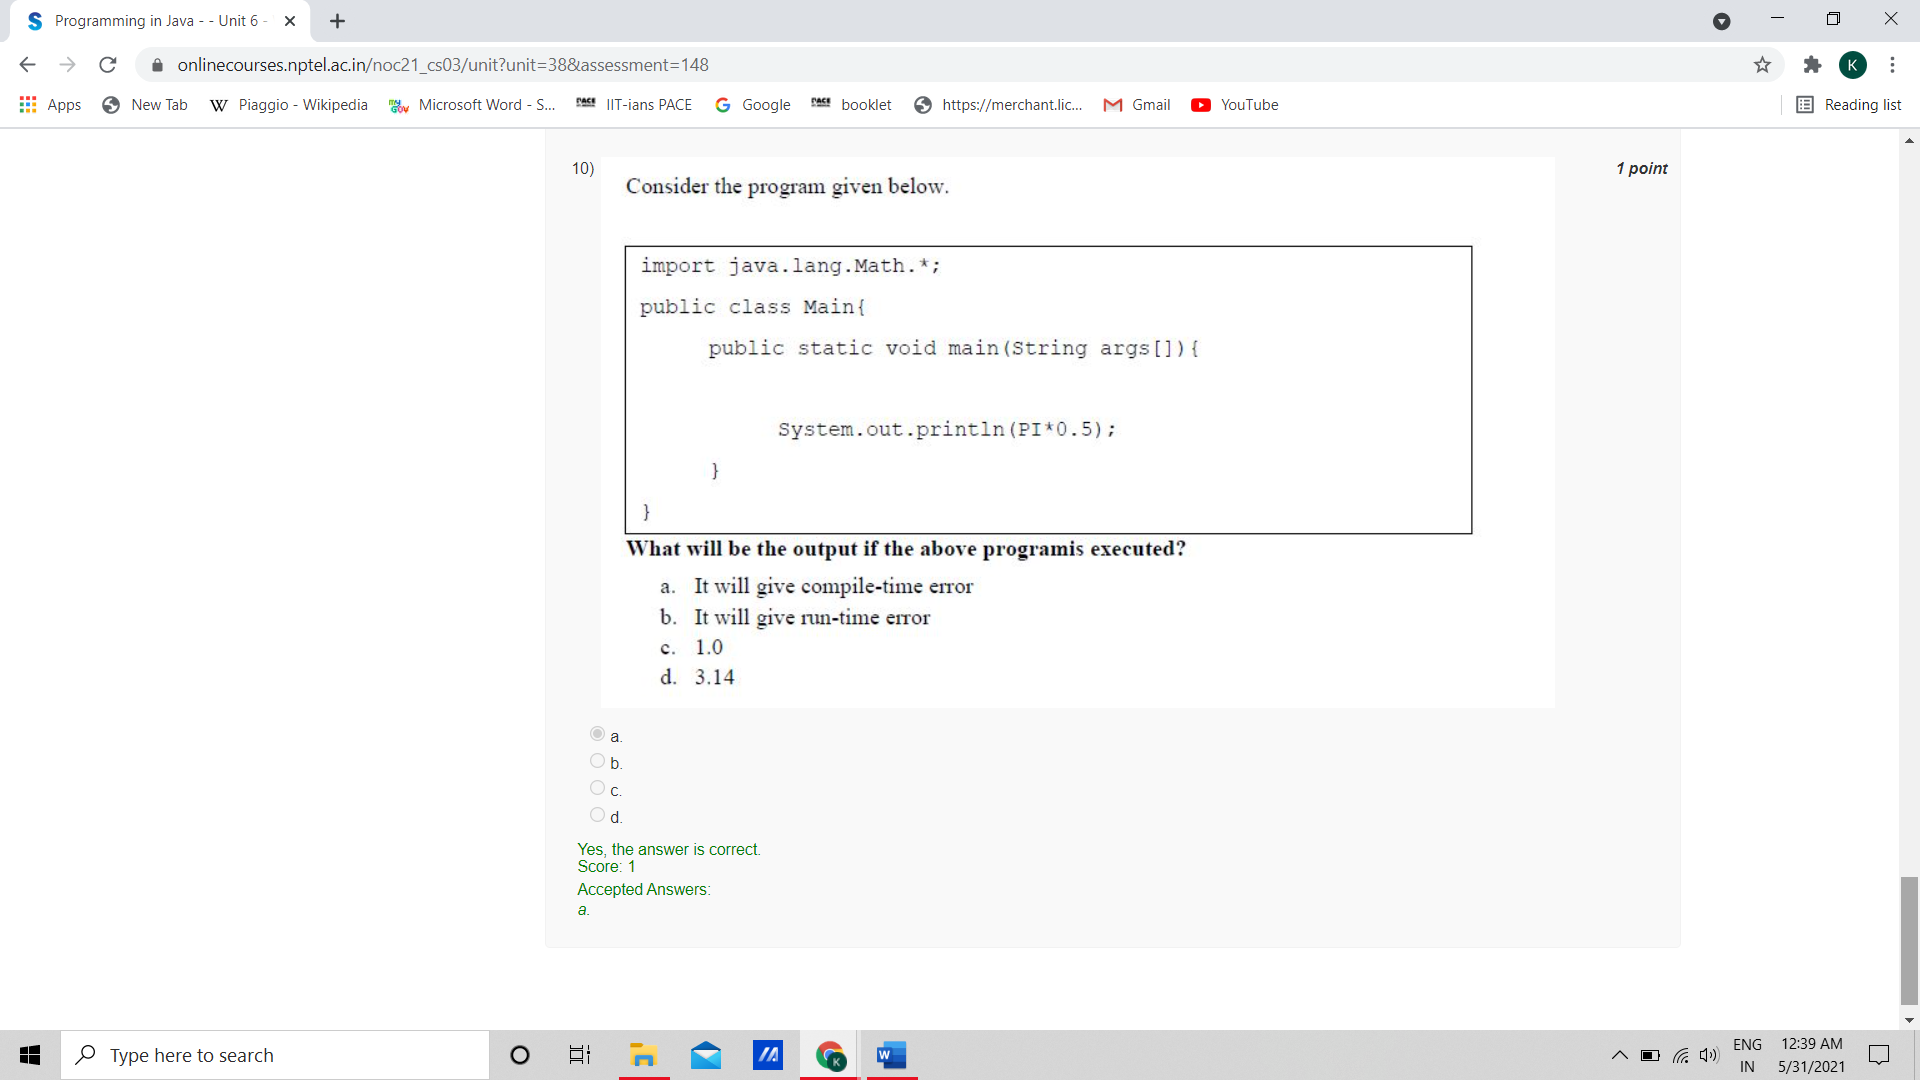 Programming in Java - - Unit 6 -
onlinecourses.nptel.ac.in/noc21_cs03/unit?unit=38&assessment=148
K
Apps
New Tab
W Piaggio - Wikipedia
Microsoft Word - S...
PACE IIT-ians PACE
G Google
PACE booklet
https://merchant.lic...
M Gmail
YouTube
Reading list
10)
1 point
Consider the program given below.
import java.lang.Math.*;
public class Main{
public static void main(String args[]){
System.out.println(PI*0.5);
}
}
What will be the output if the above programis executed?
a. It will give compile-time error
b. It will give run-time error
c. 1.0
d. 3.14
a.
b.
c.
d.
Yes, the answer is correct.
Score: 1
Accepted Answers:
a.
Type here to search
K
W
ENG
IN
12:39 AM
5/31/2021